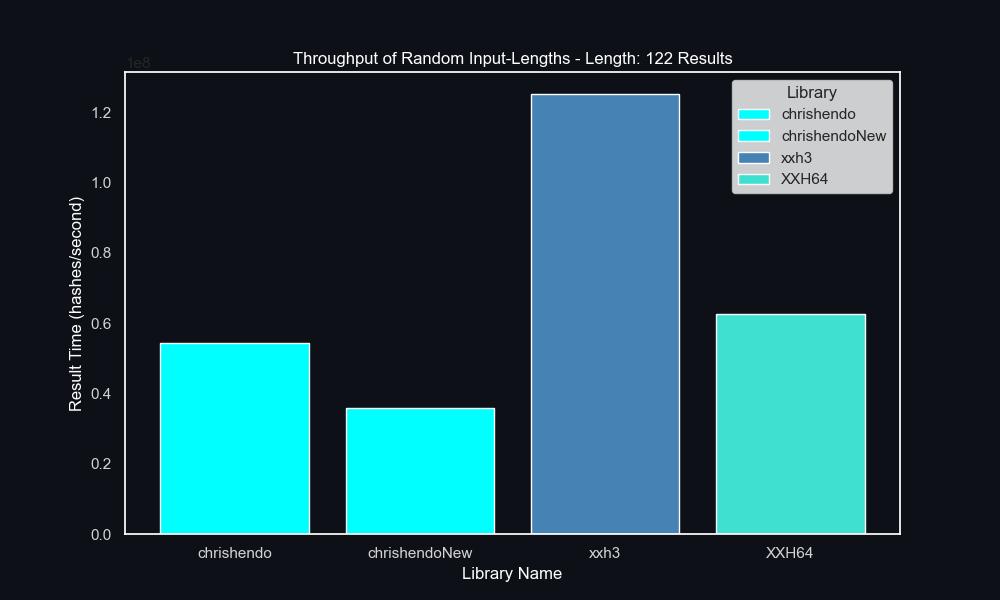 Throughput of Random Input-Lengths - Length: 122 Results
1e8
Result Time (hashes/second)
1.2
1.0
0.8
0.6
0.4
0.2
0.0
Library
chrishendo
chrishendoNew
xxh3
XXH64
chrishendo
chrishendoNew
xxh3
XXH64
Library Name